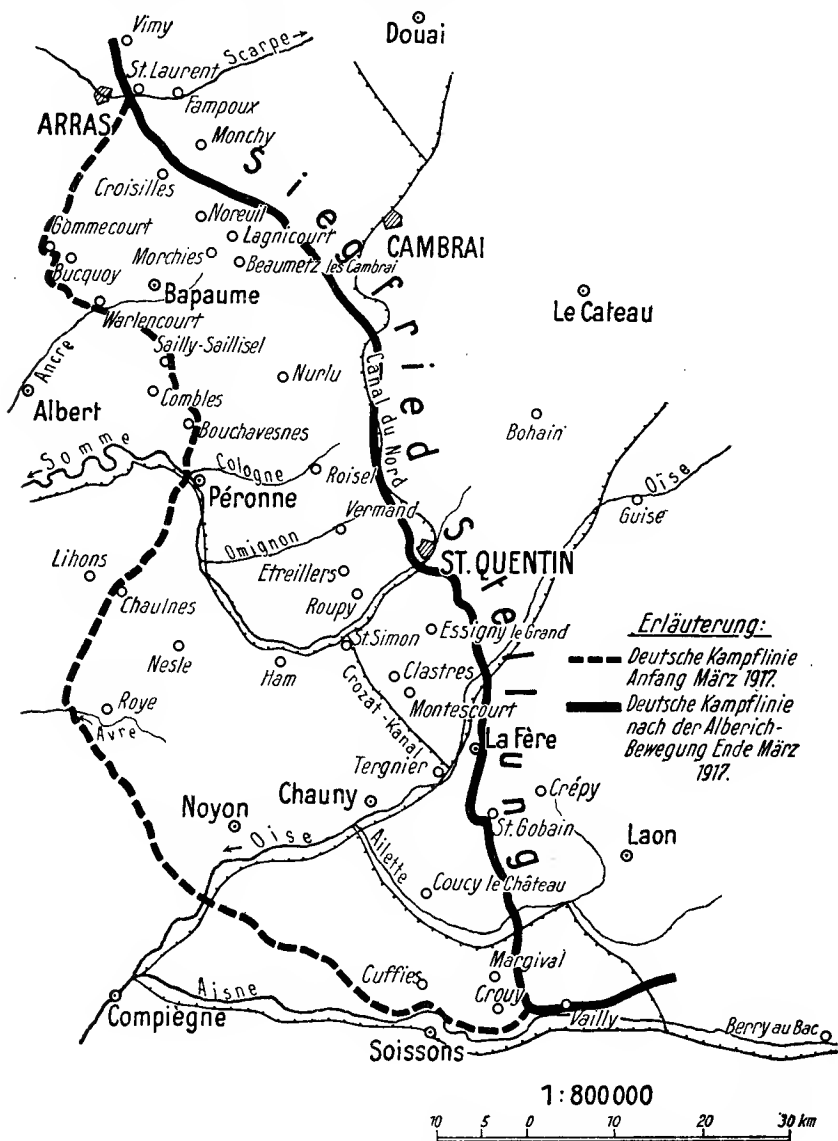 Vimy
Douai
Scarpe
St. Laurent
Fampoux
ARRAS
Monchy
Siegfried Stellung
Croisilles
Noreuil
Gommecourt
Lagnicourt
CAMBRAI
Morchies
Beaumetz les Cambrai
Bucquoy
Bapaume
Le Cateau
Warlencourt
Sailly-Saillisel
Ancre
Nurlu
Canal du Nord
Albert
Combles
Bohain
Bouchavesnes
Somme
Cologne
Roisel
Oïse
Péronne
Guise
Vermand
Omignon
ST. QUENTIN
Lihons
Etreillers
Chaulnes
Roupy
Essigny le Grand
St. Simon
Nesle
Ham
Clastres
Crozat-Kanal
Montescourt
Roye
Avre
La Fère
Tergnier
Crépy
Chauny
Noyon
St. Gobain
Oise
Laon
Ailette
Coucy le Château
Margival
Cuffies
Aisne
Crouy
Compiègne
Vailly
Soissons
Berry au Bac
Erläuterung:
Deutsche Kampflinie
Anfang März 1917.
Deutsche Kampflinie
nach der Alberich-
Bewegung Ende März
1917.
1:800000
10 5 0 10 20 30 km